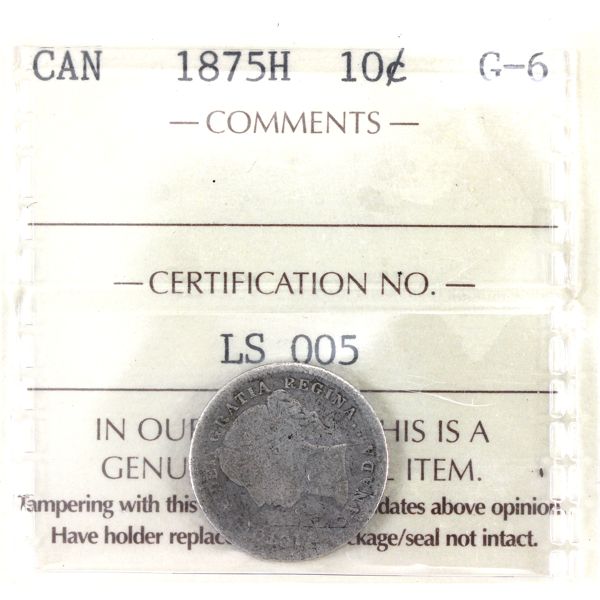 CAN 1875H 10¢ G-6
— COMMENTS —
— CERTIFICATION NO. —
LS 005
GRATIA REGINA
IN OU HIS IS A
GENU ITEM.
Tampering with this dates above opinion.
Have holder replac kage/seal not intact.